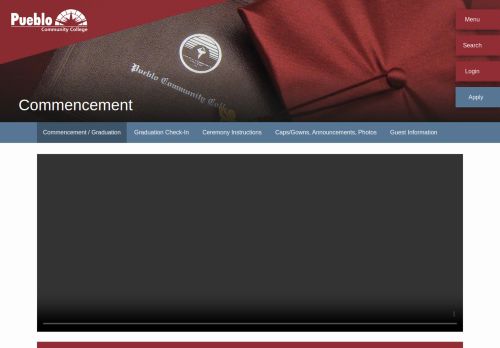 Pueblo
Community College
Menu
Search
Login
Apply
Pueblo Community Colle
Commencement
Commencement / Graduation
Graduation Check-In
Ceremony Instructions
Caps/Gowns, Announcements, Photos
Guest Information